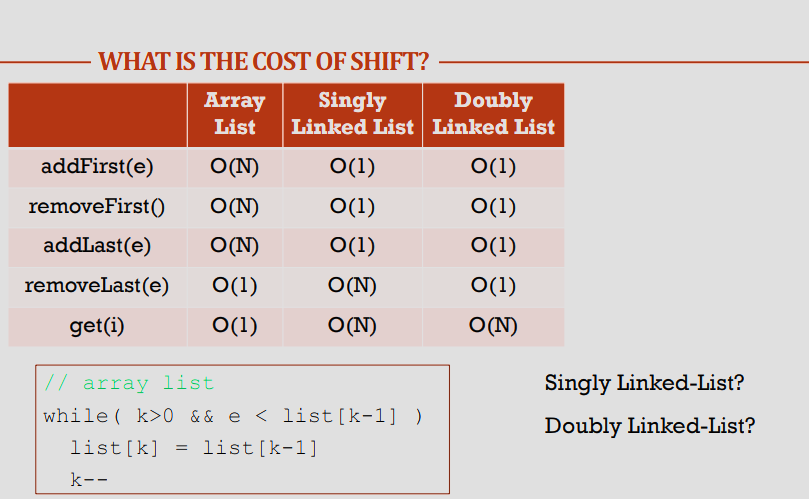 WHAT IS THE COST OF SHIFT?
Array List Singly Linked List Doubly Linked List
addFirst(e) O(N) O(1) O(1)
removeFirst() O(N) O(1) O(1)
addLast(e) O(N) O(1) O(1)
removeLast(e) O(1) O(N) O(1)
get(i) O(1) O(N) O(N)
// array list
while( k>0 && e < list[k-1] )
list[k] = list[k-1]
k--
Singly Linked-List?
Doubly Linked-List?